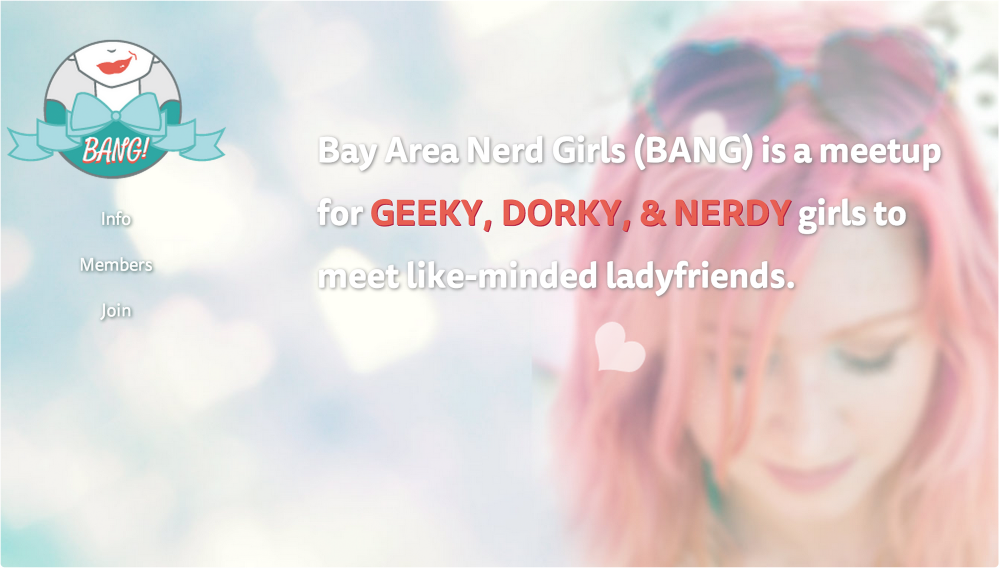 BANG!
Info
Members
Join
Bay Area Nerd Girls (BANG) is a meetup
for GEEKY, DORKY, & NERDY girls to
meet like-minded ladyfriends.